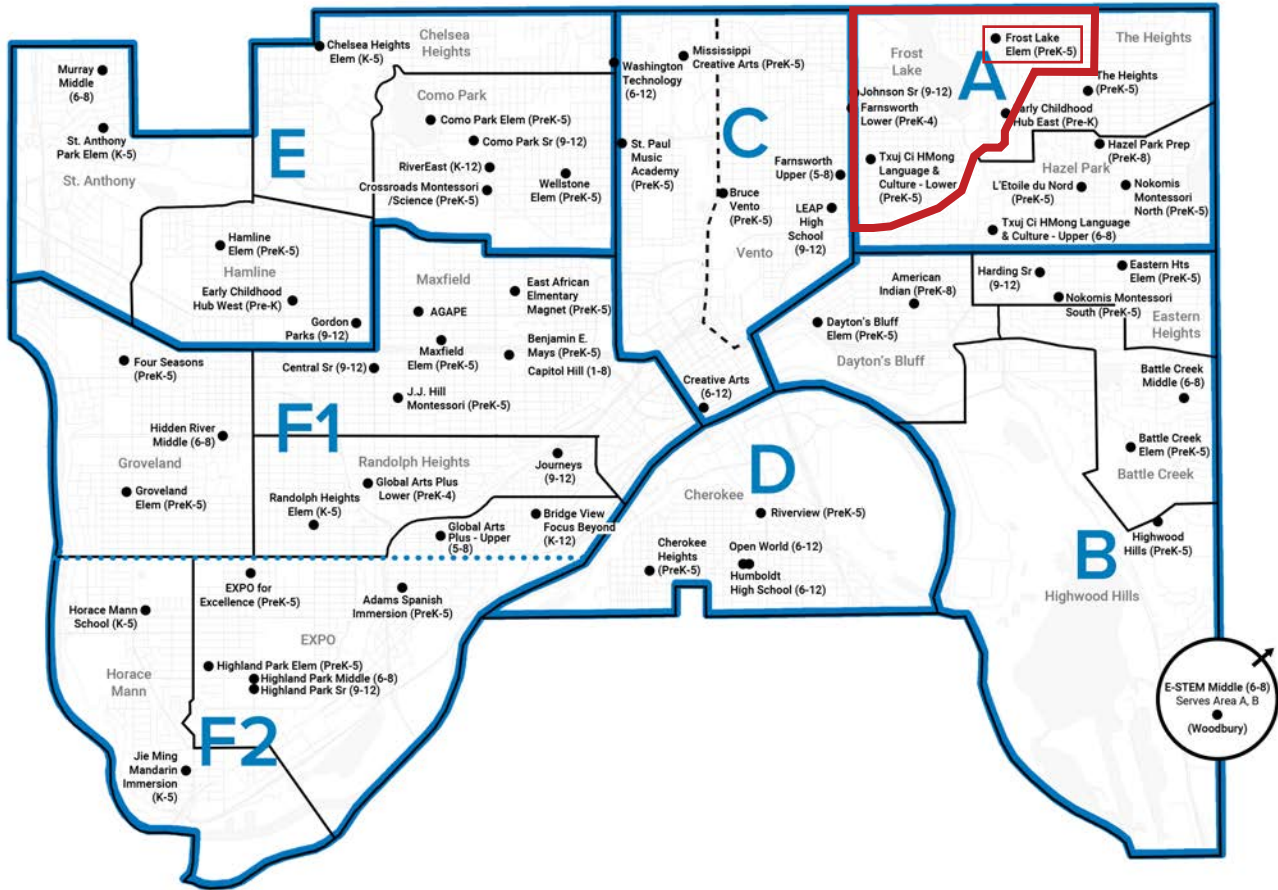 Murray
Middle
(6-8)
St. Anthony
Park Elem (K-5)
St. Anthony
Chelsea Heights
Elem (K-5)
Chelsea
Heights
E
Como Park
Como Park Elem (PreK-5)
Como Park Sr (9-12)
RiverEast (K-12)
Crossroads Montessori
/Science (PreK-5)
Wellstone
Elem (PreK-5)
Hamline
Elem (PreK-5)
Hamline
Early Childhood
Hub West (Pre-K)
Gordon
Parks (9-12)
Washington
Technology
(6-12)
Mississippi
Creative Arts (PreK-5)
C
St. Paul
Music
Academy
(PreK-5)
Farnsworth
Upper (5-8)
Bruce
Vento
(PreK-5)
LEAP
High
School
(9-12)
Vento
Creative Arts
(6-12)
Frost
Lake
A
Frost Lake
Elem (PreK-5)
The Heights
The Heights
(PreK-5)
Johnson Sr (9-12)
Farnsworth
Lower (PreK-4)
Early Childhood
Hub East (Pre-K)
Txuj Ci HMong
Language &
Culture - Lower
(PreK-5)
Hazel Park Prep
(PreK-8)
Hazel Park
L'Etoile du Nord
(PreK-5)
Nokomis
Montessori
North (PreK-5)
Txuj Ci HMong Language
& Culture - Upper (6-8)
American
Indian (PreK-8)
Harding Sr
(9-12)
Eastern Hts
Elem (PreK-5)
Nokomis Montessori
South (PreK-5)
Eastern
Heights
Dayton's Bluff
Elem (PreK-5)
Dayton's Bluff
Battle Creek
Middle (6-8)
Battle Creek
Elem (PreK-5)
Battle Creek
Highwood
Hills (PreK-5)
B
Highwood Hills
E-STEM Middle (6-8)
Serves Area A, B
(Woodbury)
Maxfield
East African
Elmentary
Magnet (PreK-5)
AGAPE
Maxfield
Elem (PreK-5)
Benjamin E.
Mays (PreK-5)
Capitol Hill (1-8)
Central Sr (9-12)
J.J. Hill
Montessori (PreK-5)
F1
Four Seasons
(PreK-5)
Hidden River
Middle (6-8)
Groveland
Groveland
Elem (PreK-5)
Randolph Heights
Journeys
(9-12)
Global Arts Plus
Lower (PreK-4)
Randolph Heights
Elem (K-5)
Global Arts
Plus - Upper
(5-8)
Bridge View
Focus Beyond
(K-12)
D
Cherokee
Riverview (PreK-5)
Open World (6-12)
Cherokee
Heights
(PreK-5)
Humboldt
High School (6-12)
EXPO for
Excellence (PreK-5)
Adams Spanish
Immersion (PreK-5)
Horace Mann
School (K-5)
EXPO
Horace
Mann
Highland Park Elem (PreK-5)
Highland Park Middle (6-8)
Highland Park Sr (9-12)
F2
Jie Ming
Mandarin
Immersion
(K-5)